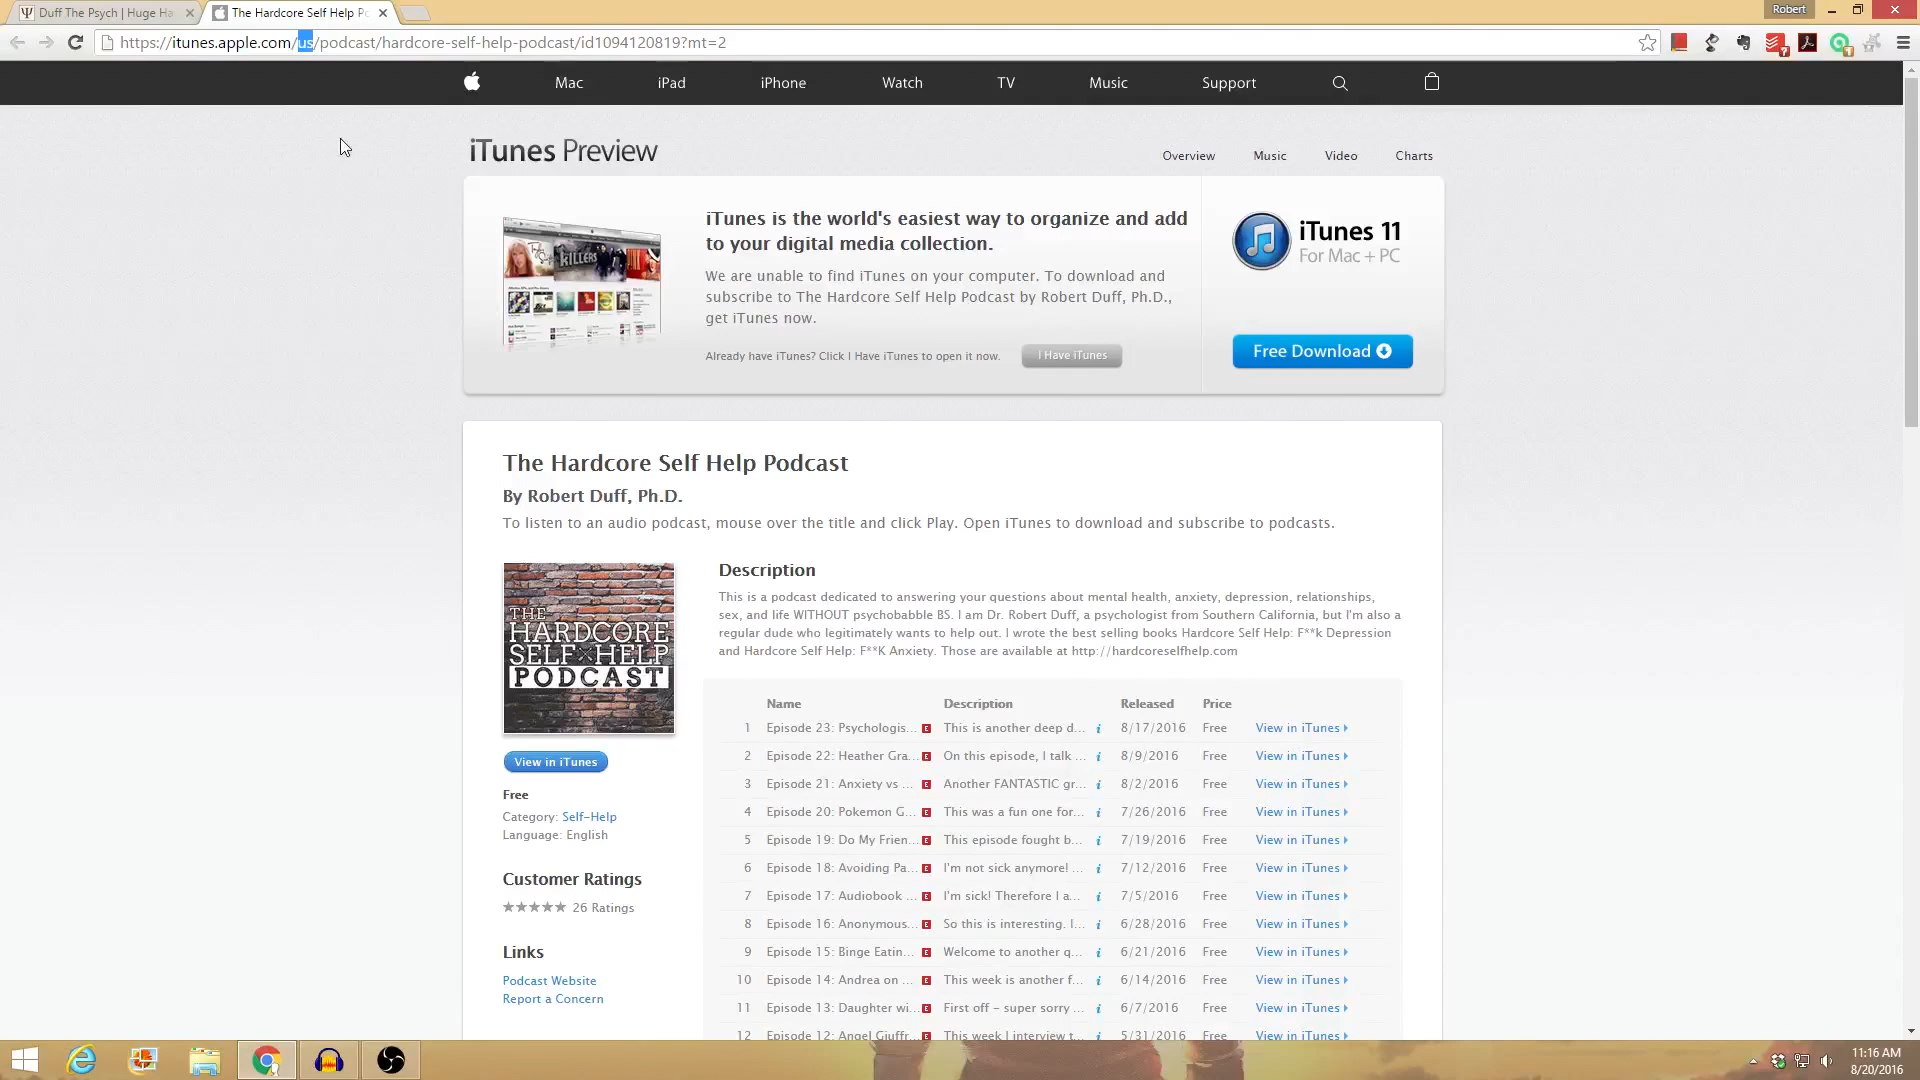 Duff The Psych | Huge Ha
The Hardcore Self Help Po
Robert
https://itunes.apple.com/us/podcast/hardcore-self-help-podcast/id1094120819?mt=2
Mac iPad iPhone Watch TV Music Support
iTunes Preview
Overview Music Video Charts
iTunes is the world's easiest way to organize and add
to your digital media collection.
We are unable to find iTunes on your computer. To download and
subscribe to The Hardcore Self Help Podcast by Robert Duff, Ph.D.,
get iTunes now.
Already have iTunes? Click I Have iTunes to open it now.
I Have iTunes
iTunes 11
For Mac + PC
Free Download
KILLERS
The Hardcore Self Help Podcast
By Robert Duff, Ph.D.
To listen to an audio podcast, mouse over the title and click Play. Open iTunes to download and subscribe to podcasts.
THE
HARDCORE
SELF HELP
PODCAST
View in iTunes
Free
Category: Self-Help
Language: English
Customer Ratings
★★★★★ 26 Ratings
Links
Podcast Website
Report a Concern
Description
This is a podcast dedicated to answering your questions about mental health, anxiety, depression, relationships,
sex, and life WITHOUT psychobabble BS. I am Dr. Robert Duff, a psychologist from Southern California, but I'm also a
regular dude who legitimately wants to help out. I wrote the best selling books Hardcore Self Help: F**k Depression
and Hardcore Self Help: F**K Anxiety. Those are available at http://hardcoreselfhelp.com
Name Description Released Price
1 Episode 23: Psychologis... E This is another deep d... i 8/17/2016 Free View in iTunes
2 Episode 22: Heather Gra... E On this episode, I talk ... i 8/9/2016 Free View in iTunes
3 Episode 21: Anxiety vs ... E Another FANTASTIC gr... i 8/2/2016 Free View in iTunes
4 Episode 20: Pokemon G... E This was a fun one for... i 7/26/2016 Free View in iTunes
5 Episode 19: Do My Frien... E This episode fought b... i 7/19/2016 Free View in iTunes
6 Episode 18: Avoiding Pa... E I'm not sick anymore! ... i 7/12/2016 Free View in iTunes
7 Episode 17: Audiobook ... E I'm sick! Therefore I a... i 7/5/2016 Free View in iTunes
8 Episode 16: Anonymous... E So this is interesting. I... i 6/28/2016 Free View in iTunes
9 Episode 15: Binge Eatin... E Welcome to another q... i 6/21/2016 Free View in iTunes
10 Episode 14: Andrea on ... E This week is another f... i 6/14/2016 Free View in iTunes
11 Episode 13: Daughter wi... E First off – super sorry ... i 6/7/2016 Free View in iTunes
12 Episode 12: Angel Giuffr... E This week I interview t... i 5/31/2016 Free View in iTunes
11:16 AM
8/20/2016